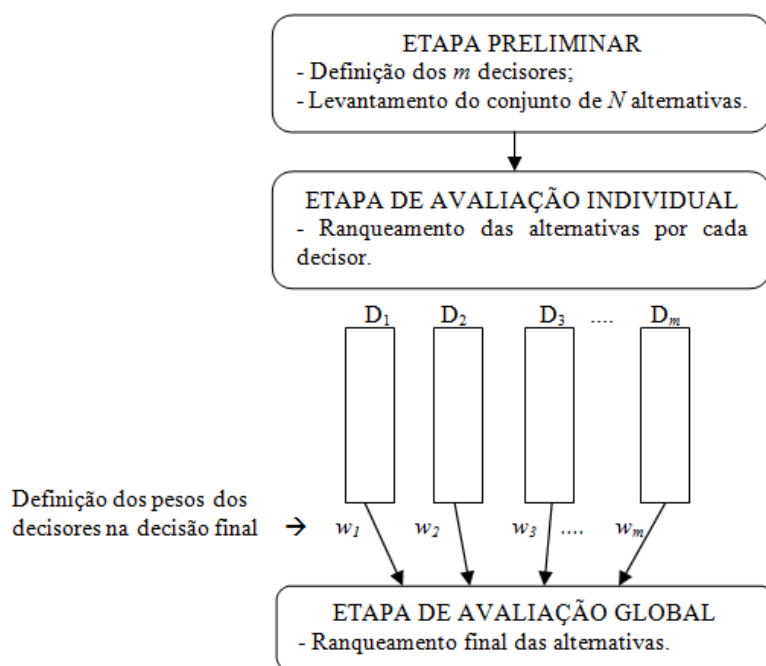 ETAPA PRELIMINAR
- Definição dos m decisores;
- Levantamento do conjunto de N alternativas.
ETAPA DE AVALIAÇÃO INDIVIDUAL
- Ranqueamento das alternativas por cada
decisor.
D1 D2 D3 .... Dm
Definição dos pesos dos
decisores na decisão final → w1 w2 w3 .... wm
ETAPA DE AVALIAÇÃO GLOBAL
- Ranqueamento final das alternativas.